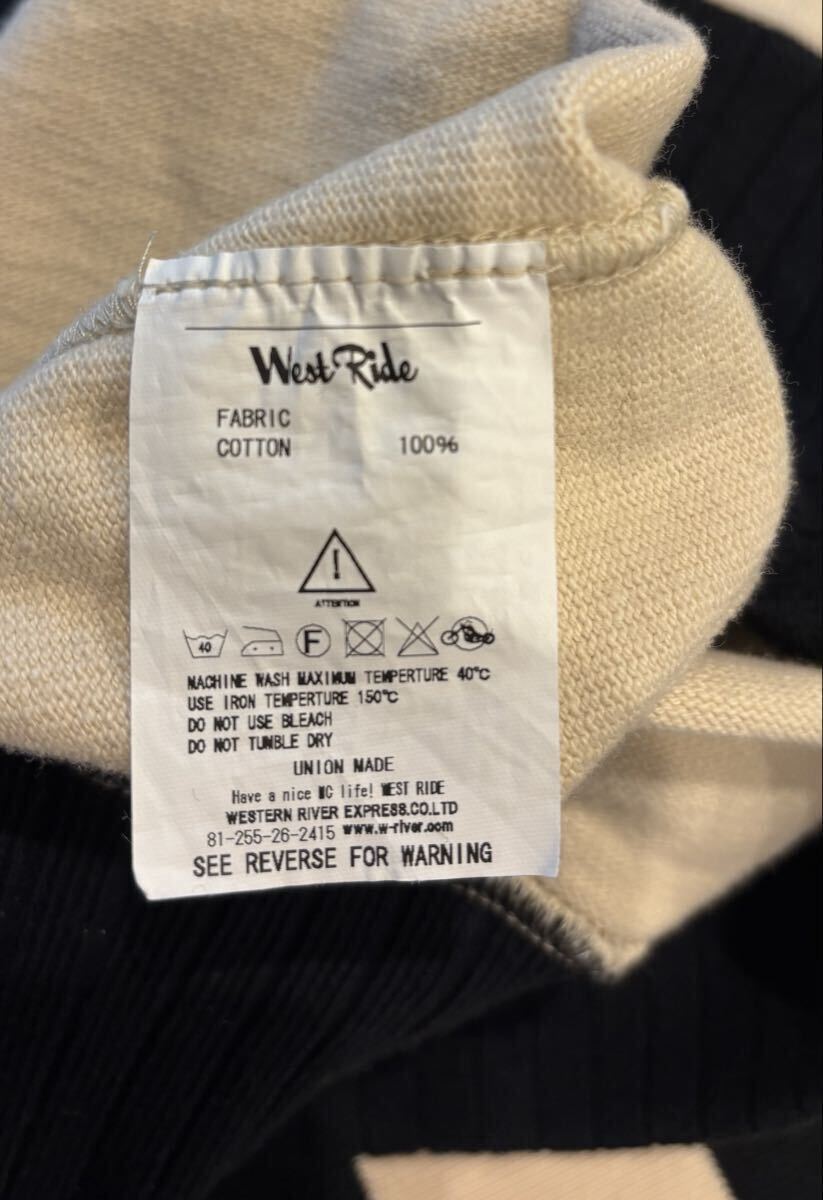 West Ride
FABRIC
COTTON 100%
!
ATTENTION
40 F
MACHINE WASH MAXIMUM TEMPERTURE 40℃
USE IRON TEMPERTURE 150℃
DO NOT USE BLEACH
DO NOT TUMBLE DRY
UNION MADE
Have a nice MC life! WEST RIDE
WESTERN RIVER EXPRESS.CO.LTD
81-255-26-2415 www.w-river.com
SEE REVERSE FOR WARNING